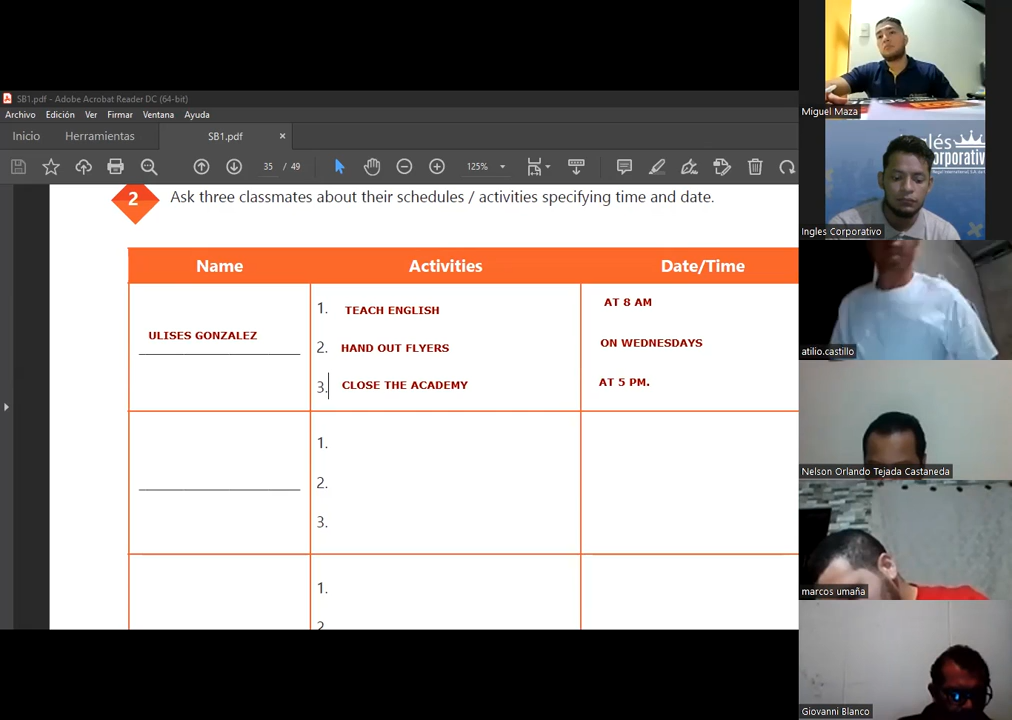 SB1.pdf - Adobe Acrobat Reader DC (64-bit)
Archivo Edición Ver Firmar Ventana Ayuda
Inicio Herramientas SB1.pdf ×
35 / 49 125%
2 Ask three classmates about their schedules / activities specifying time and date.
Name Activities Date/Time
ULISES GONZALEZ
1. TEACH ENGLISH AT 8 AM
2. HAND OUT FLYERS ON WEDNESDAYS
3. CLOSE THE ACADEMY AT 5 PM.
1.
2.
3.
1.
2
Miguel Maza
Ingles Corporativo
atilio.castillo
Nelson Orlando Tejada Castaneda
marcos umaña
Giovanni Blanco